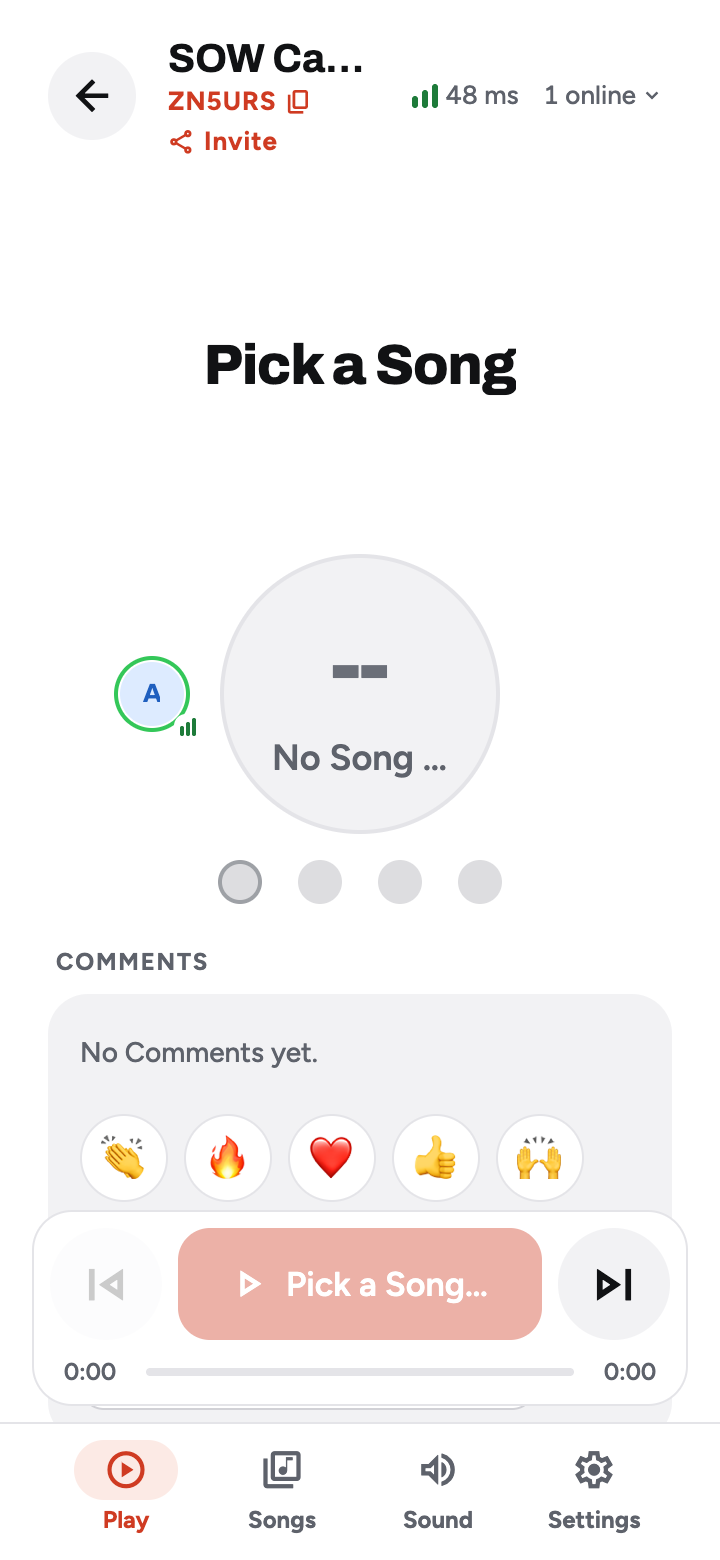 SOW Ca...
ZN5URS
Invite
48 ms
1 online
Pick a Song
--
A
No Song ...
COMMENTS
No Comments yet.
Pick a Song...
0:00
0:00
Play
Songs
Sound
Settings